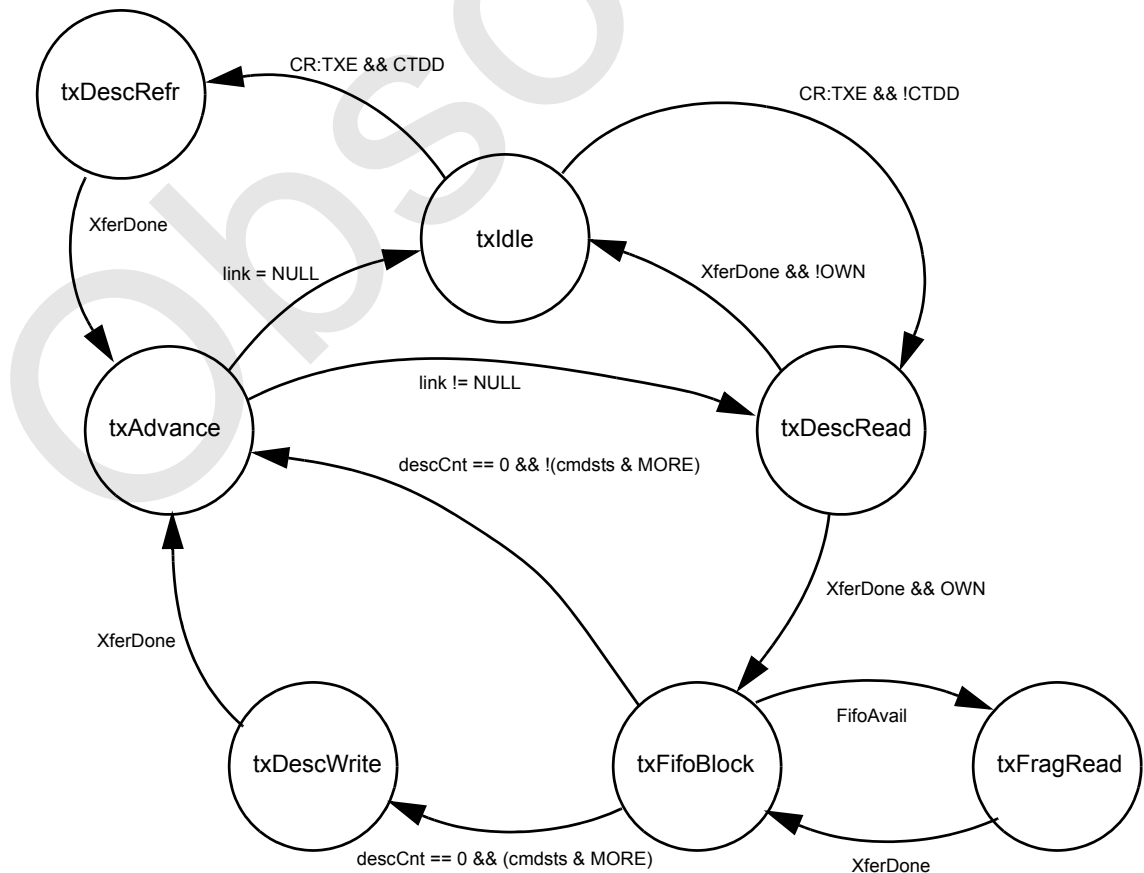 CR:TXE && CTDD
txDescRefr
CR:TXE && !CTDD
XferDone
txIdle
link = NULL
XferDone && !OWN
link != NULL
txAdvance
txDescRead
descCnt == 0 && !(cmdsts & MORE)
XferDone && OWN
XferDone
FifoAvail
txDescWrite
txFifoBlock
txFragRead
descCnt == 0 && (cmdsts & MORE)
XferDone
Obso